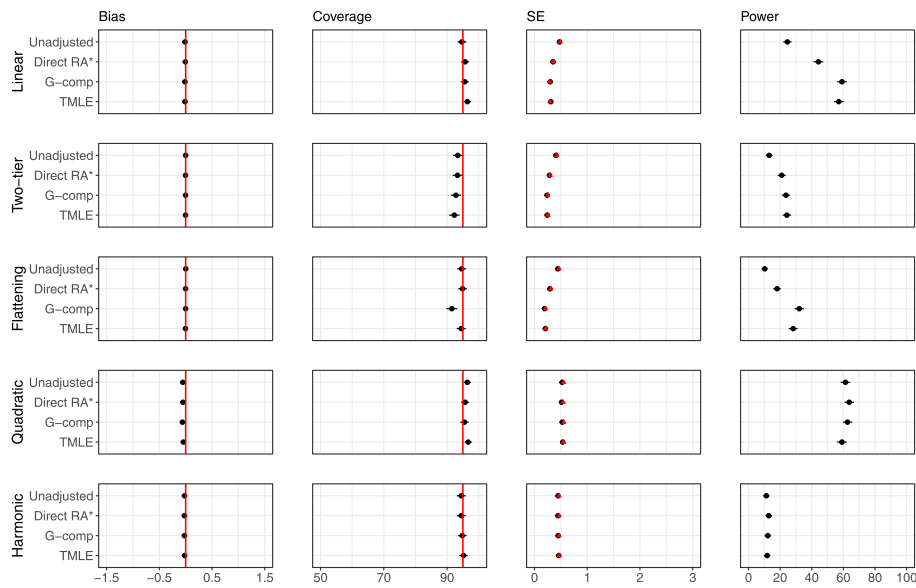 Bias Coverage SE Power
Linear
Unadjusted
Direct RA*
G−comp
TMLE
Two−tier
Unadjusted
Direct RA*
G−comp
TMLE
Flattening
Unadjusted
Direct RA*
G−comp
TMLE
Quadratic
Unadjusted
Direct RA*
G−comp
TMLE
Harmonic
Unadjusted
Direct RA*
G−comp
TMLE
−1.5 −0.5 0.5 1.5 50 70 90 0 1 2 3 0 20 40 60 80 100